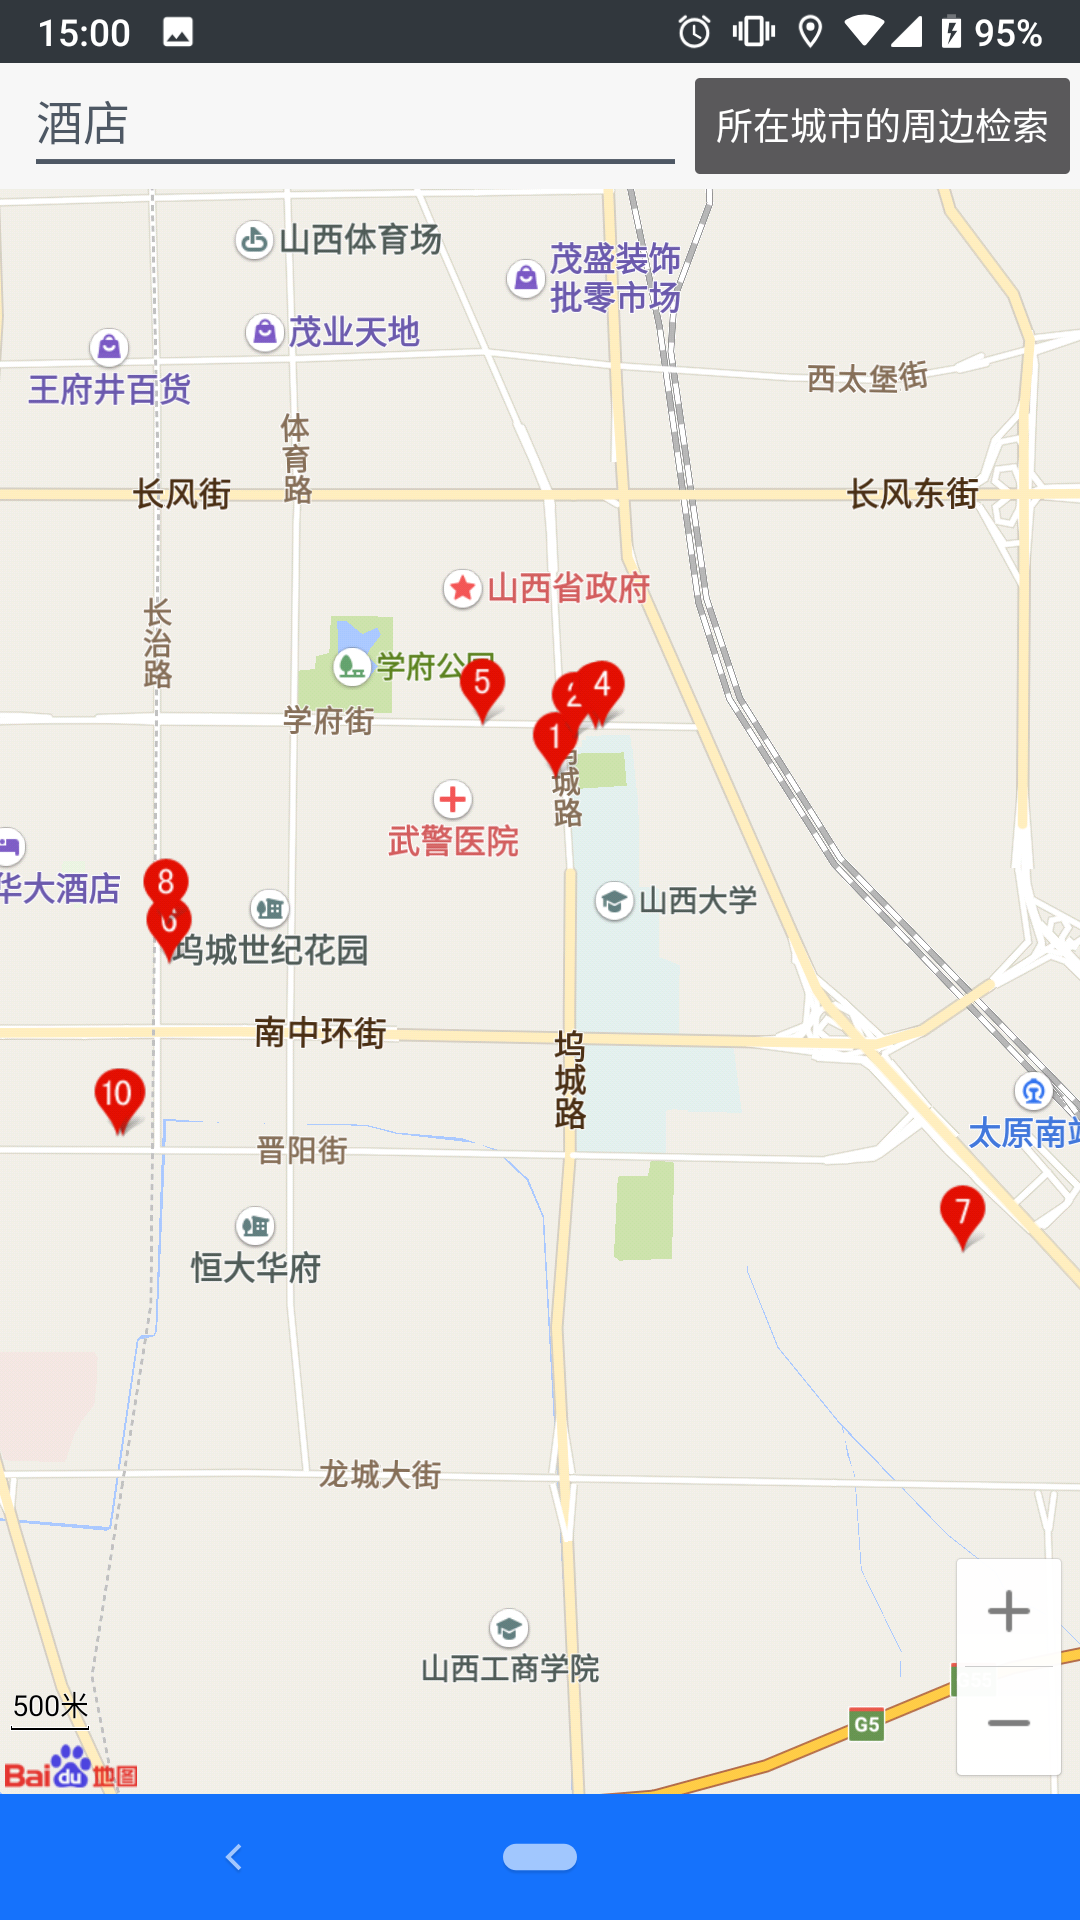 15:00
95%
酒店
所在城市的周边检索
山西体育场
茂盛装饰
批零市场
茂业天地
王府井百货
西太堡街
体育路
长风街
长风东街
山西省政府
长治路
学府公园
5
2
4
学府街
1
城路
武警医院
华大酒店
8
6
山西大学
坞城世纪花园
南中环街
坞城路
10
太原南站
晋阳街
7
恒大华府
龙城大街
山西工商学院
500米
G5
Bai du 地图